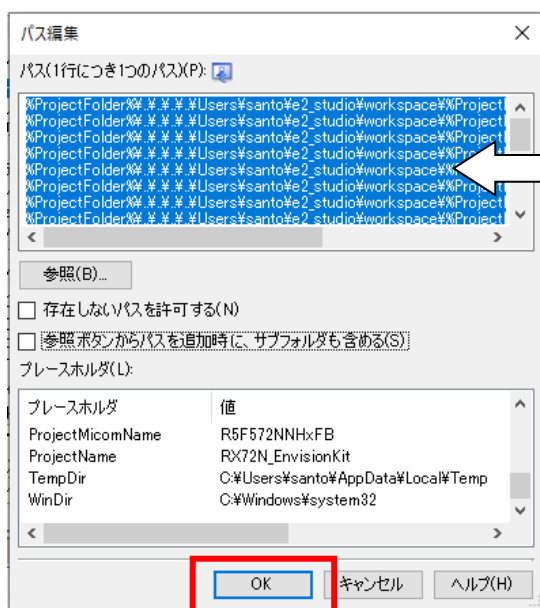 パス編集
パス(1行につき1つのパス)(P):
%ProjectFolder%¥.¥.¥.¥.¥Users¥santo¥e2_studio¥workspace¥%Project
%ProjectFolder%¥.¥.¥.¥.¥Users¥santo¥e2_studio¥workspace¥%Project
%ProjectFolder%¥.¥.¥.¥.¥Users¥santo¥e2_studio¥workspace¥%Project
%ProjectFolder%¥.¥.¥.¥.¥Users¥santo¥e2_studio¥workspace¥%Project
%ProjectFolder%¥.¥.¥.¥.¥Users¥santo¥e2_studio¥workspace¥%
%ProjectFolder%¥.¥.¥.¥.¥Users¥santo¥e2_studio¥workspace¥%
%ProjectFolder%¥.¥.¥.¥.¥Users¥santo¥e2_studio¥workspace¥%Project
%ProjectFolder%¥.¥.¥.¥.¥Users¥santo¥e2_studio¥workspace¥%Project
参照(B)...
存在しないパスを許可する(N)
参照ボタンからパスを追加時に、サブフォルダも含める(S)
プレースホルダ(L):
プレースホルダ 値
ProjectMicomName R5F572NNHxFB
ProjectName RX72N_EnvisionKit
TempDir C:¥Users¥santo¥AppData¥Local¥Temp
WinDir C:¥Windows¥system32
OK キャンセル ヘルプ(H)